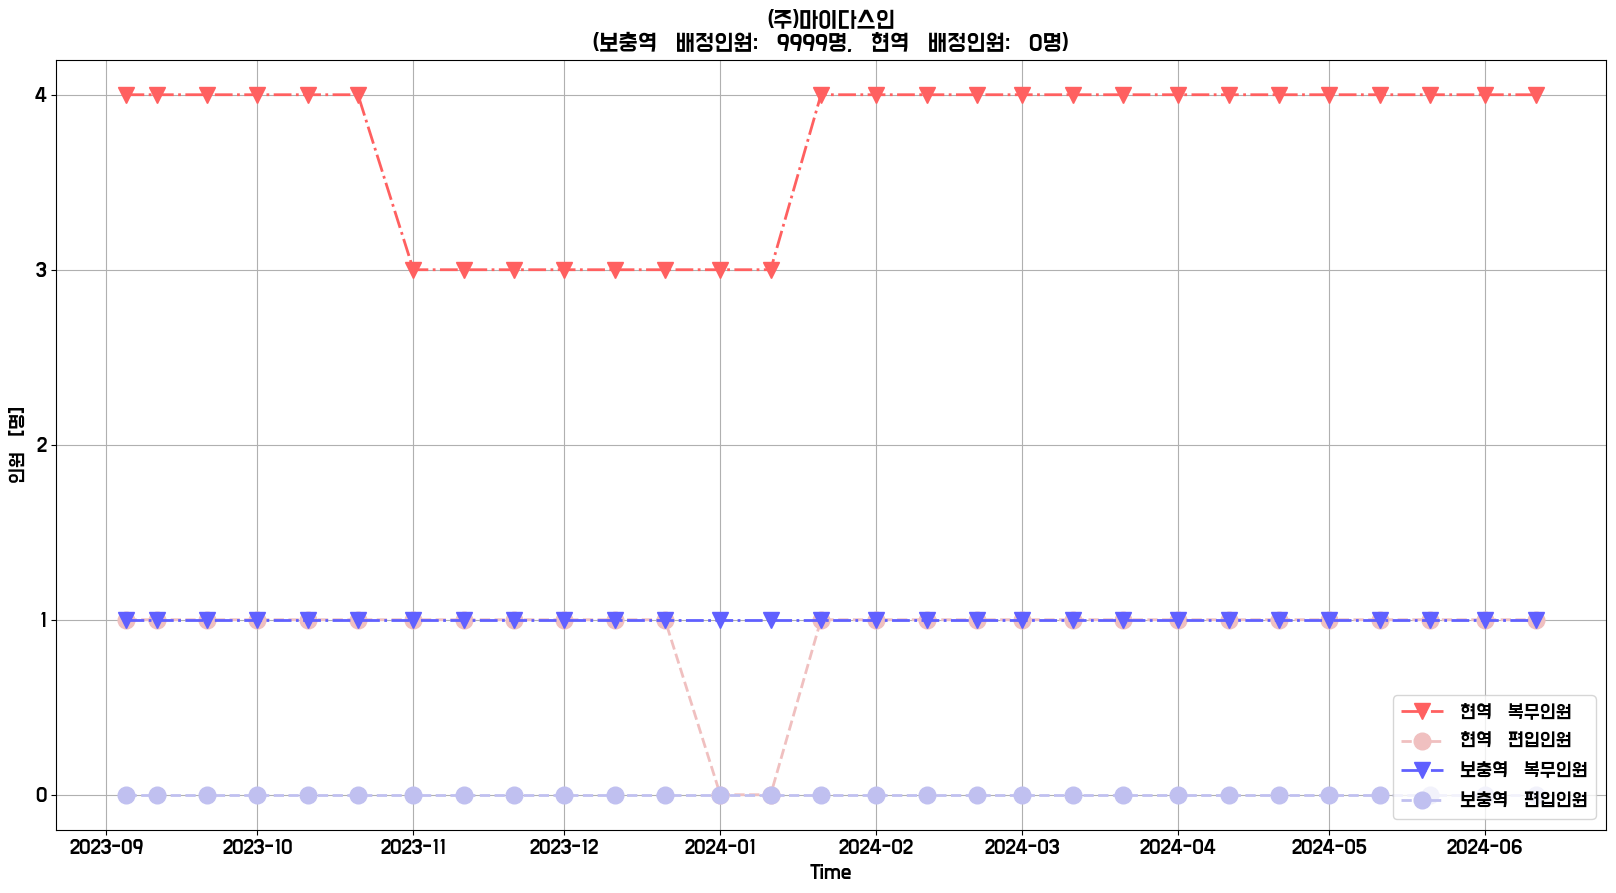 (주)마이다스인
(보충역 배정인원: 9999명, 현역 배정인원: 0명)
4
3
2
1
0
인원 [명]
현역 복무인원
현역 편입인원
보충역 복무인원
보충역 편입인원
2023-09 2023-10 2023-11 2023-12 2024-01 2024-02 2024-03 2024-04 2024-05 2024-06
Time